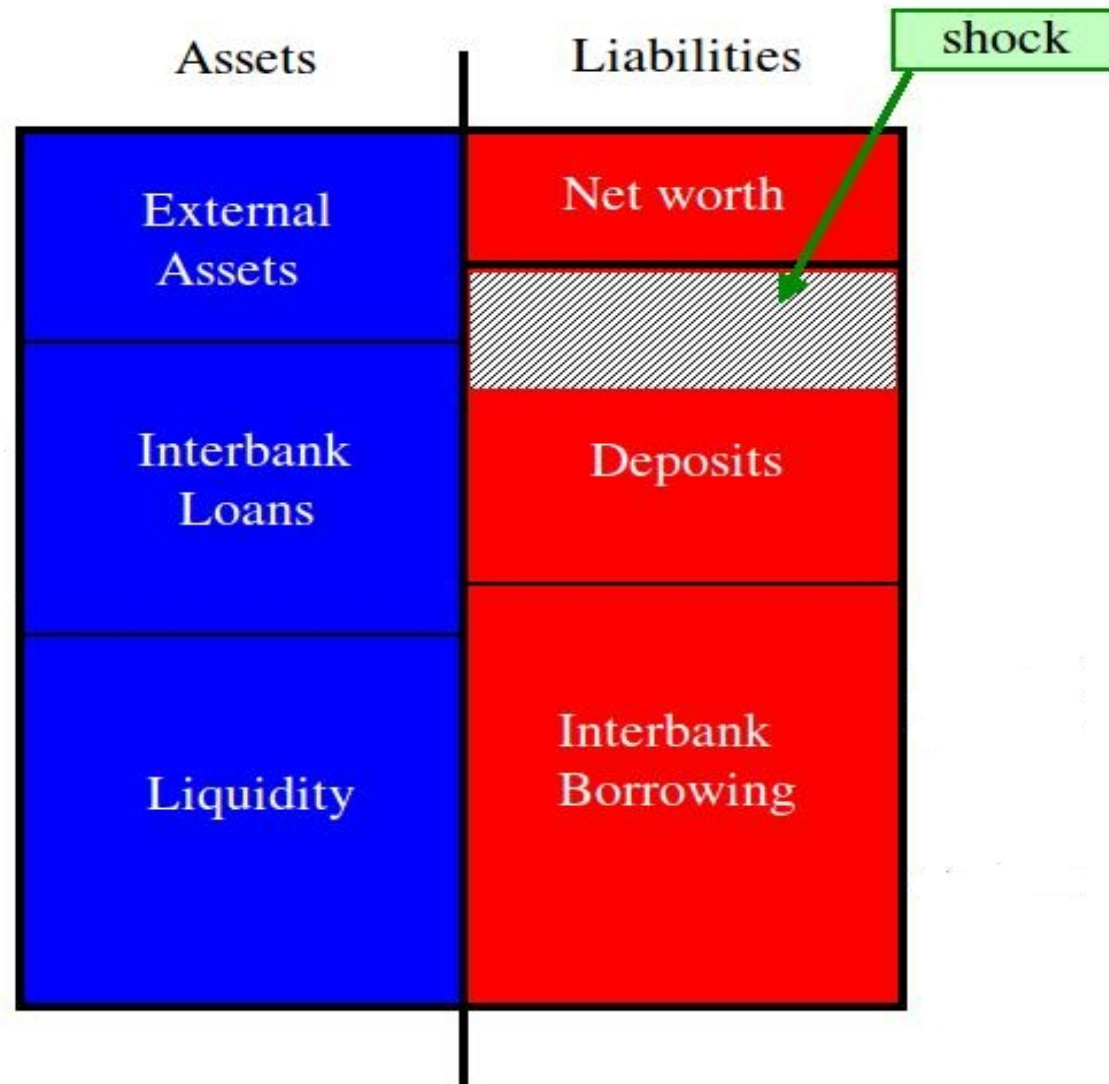 Assets
Liabilities
shock
External
Assets
Net worth
Interbank
Loans
Deposits
Liquidity
Interbank
Borrowing